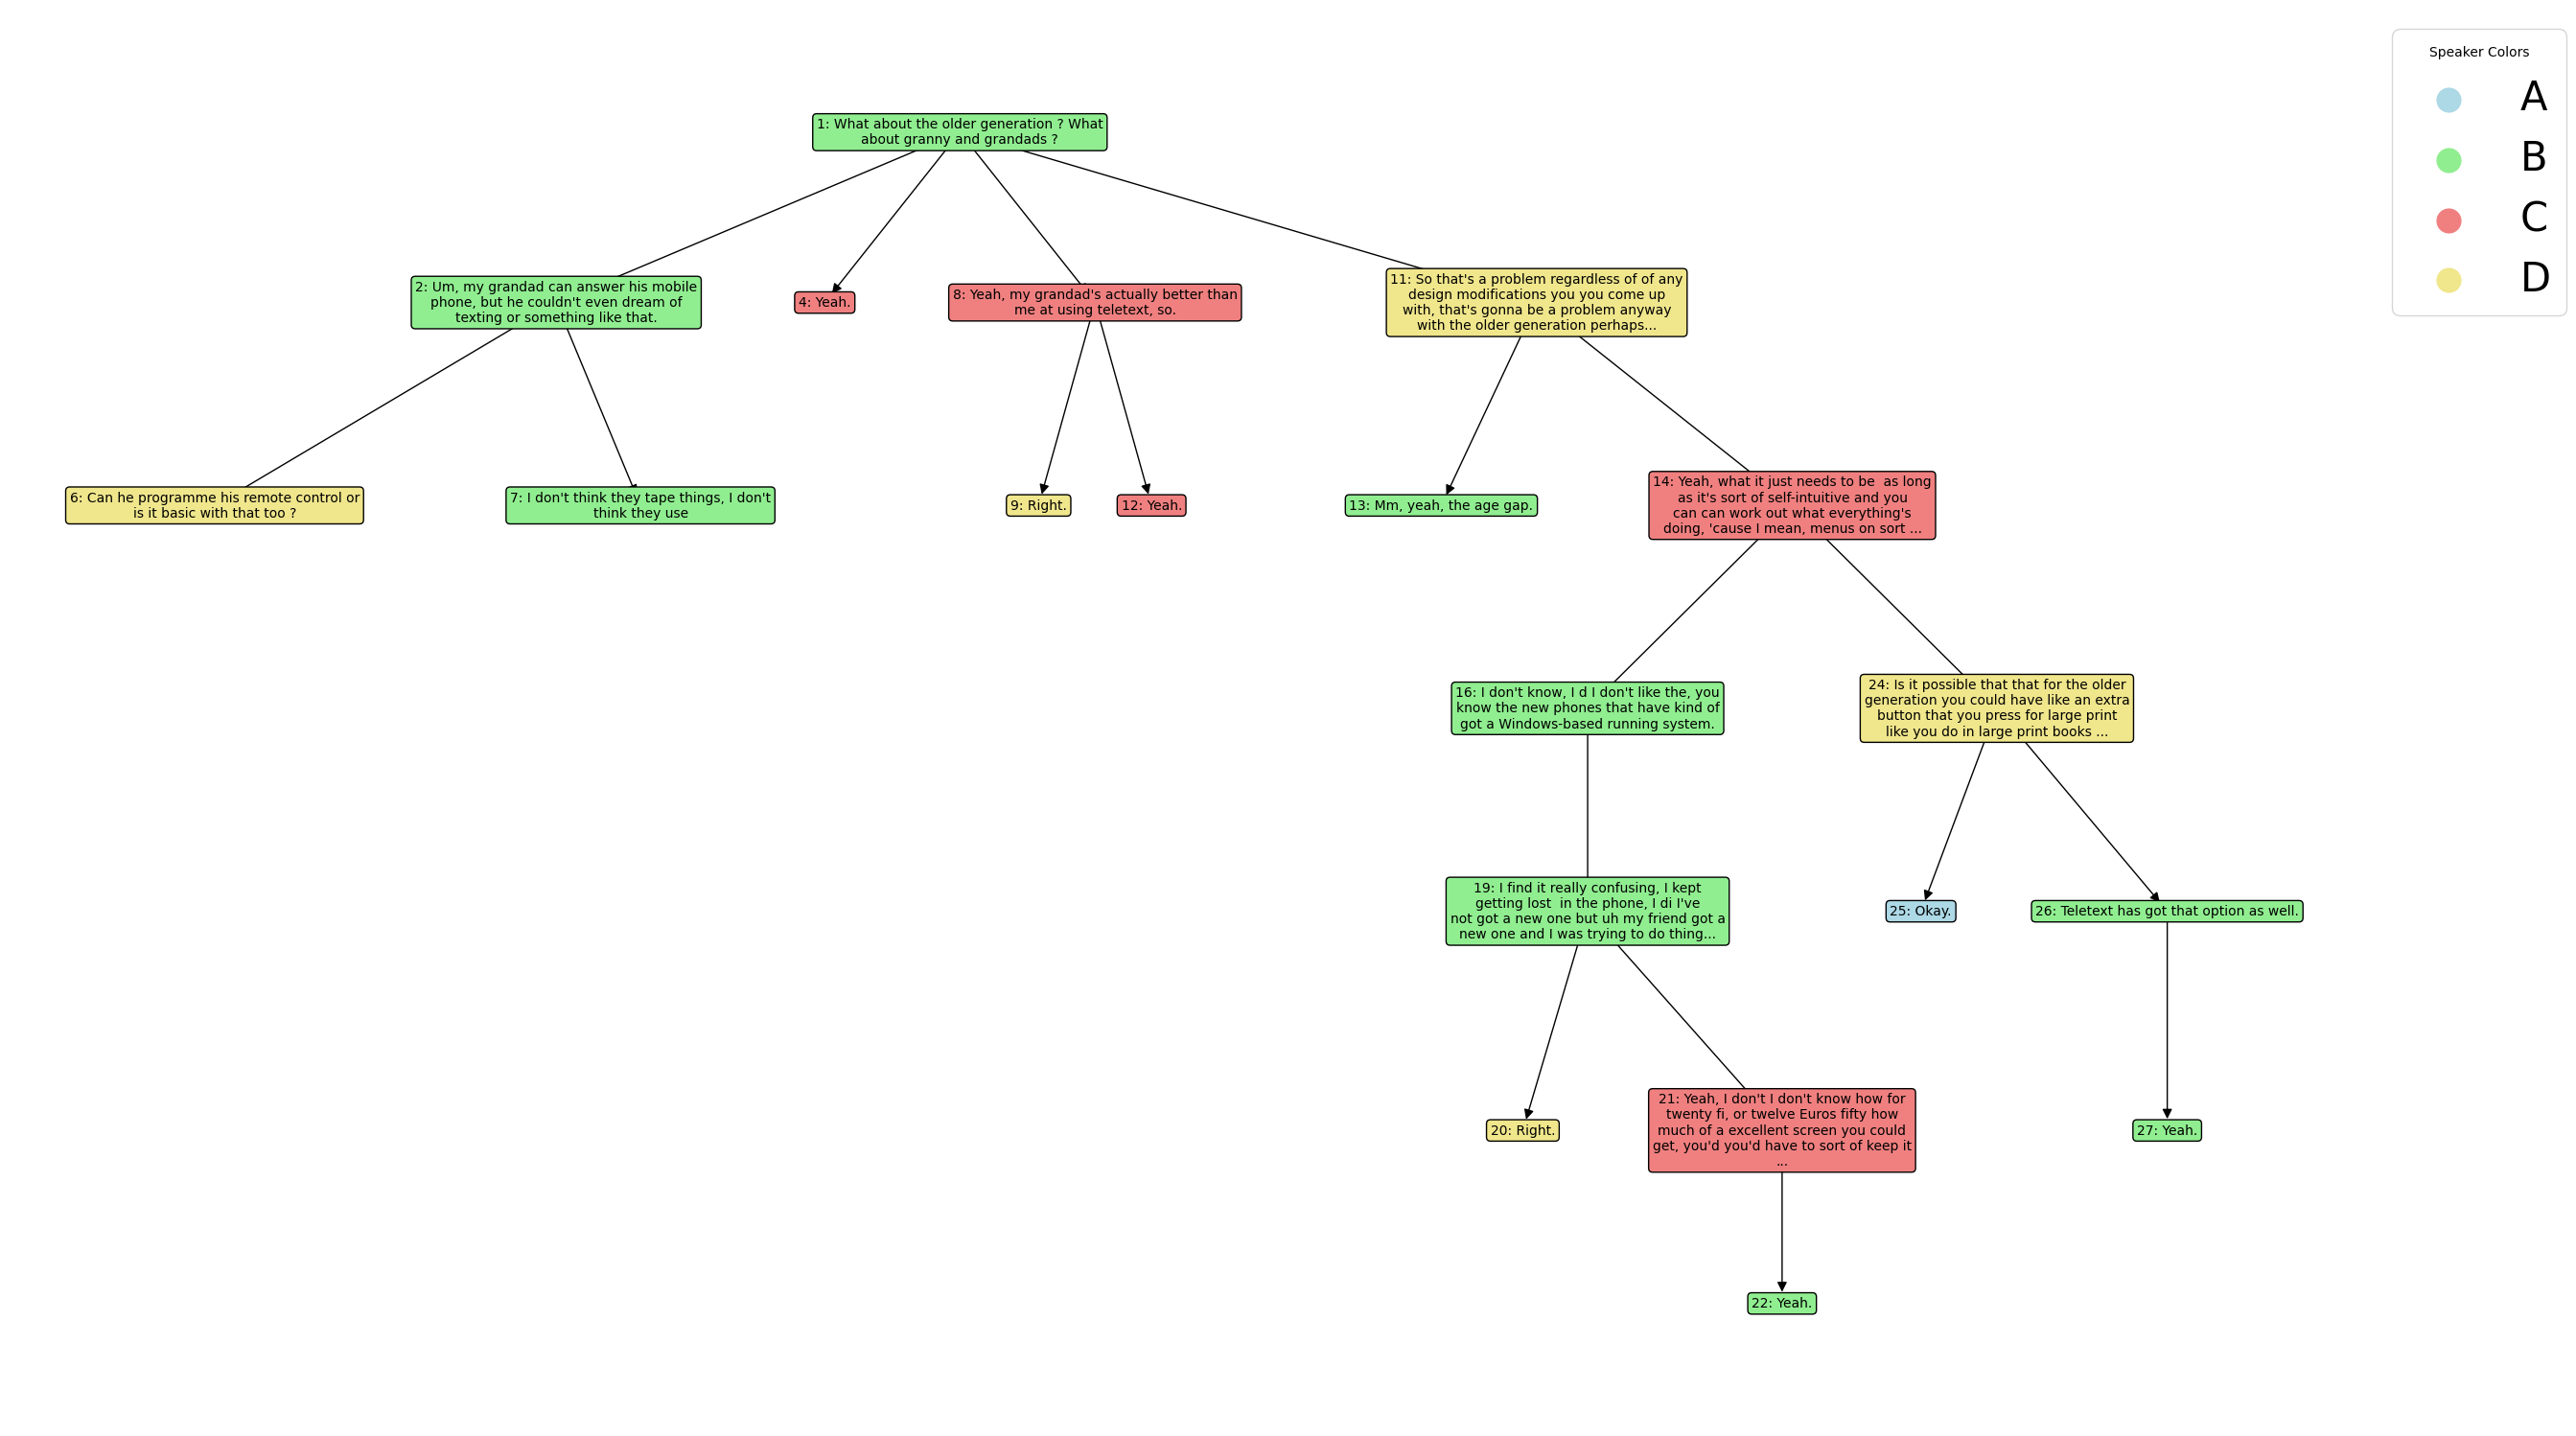 Speaker Colors
A
B
C
D
1: What about the older generation ? What
about granny and grandads ?
2: Um, my grandad can answer his mobile
phone, but he couldn't even dream of
texting or something like that.
4: Yeah.
8: Yeah, my grandad's actually better than
me at using teletext, so.
11: So that's a problem regardless of of any
design modifications you you come up
with, that's gonna be a problem anyway
with the older generation perhaps...
6: Can he programme his remote control or
is it basic with that too ?
7: I don't think they tape things, I don't
think they use
9: Right.
12: Yeah.
13: Mm, yeah, the age gap.
14: Yeah, what it just needs to be  as long
as it's sort of self-intuitive and you
can can work out what everything's
doing, 'cause I mean, menus on sort ...
16: I don't know, I d I don't like the, you
know the new phones that have kind of
got a Windows-based running system.
24: Is it possible that that for the older
generation you could have like an extra
button that you press for large print
like you do in large print books ...
19: I find it really confusing, I kept
getting lost  in the phone, I di I've
not got a new one but uh my friend got a
new one and I was trying to do thing...
25: Okay.
26: Teletext has got that option as well.
20: Right.
21: Yeah, I don't I don't know how for
twenty fi, or twelve Euros fifty how
much of a excellent screen you could
get, you'd you'd have to sort of keep it
...
27: Yeah.
22: Yeah.